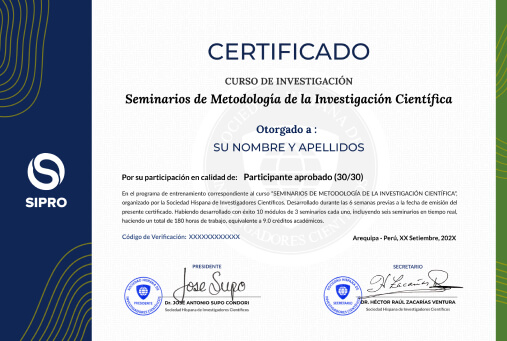 CERTIFICADO
CURSO DE INVESTIGACIÓN
Seminarios de Metodología de la Investigación Científica
Otorgado a :
SU NOMBRE Y APELLIDOS
Por su participación en calidad de: Participante aprobado (30/30)
En el programa de entrenamiento correspondiente al curso "SEMINARIOS DE METODOLOGÍA DE LA INVESTIGACIÓN CIENTÍFICA",
organizado por la Sociedad Hispana de Investigadores Científicos. Desarrollado durante las 6 semanas previas a la fecha de emisión del
presente certificado. Habiendo desarrollado con éxito 10 módulos de 3 seminarios cada uno, incluyendo seis seminarios en tiempo real,
haciendo un total de 180 horas de trabajo, equivalente a 9.0 créditos académicos.
Código de Verificación: XXXXXXXXXXXX
Arequipa - Perú, XX Setiembre, 202X
SIPRO
PRESIDENTE
Jose Supo
PRESIDENTE
Dr. JOSÉ ANTONIO SUPO CONDORI
Sociedad Hispana de Investigadores Científicos
SECRETARIO
H Zacarias R
SECRETARIO
DR. HÉCTOR RAÚL ZACARÍAS VENTURA
Sociedad Hispana de Investigadores Científicos